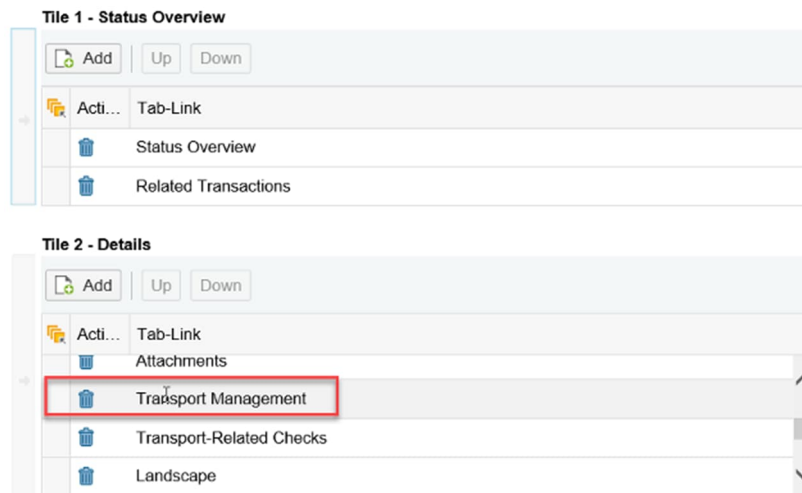 Tile 1 - Status Overview
Add Up Down
Acti... Tab-Link
Status Overview
Related Transactions
Tile 2 - Details
Add Up Down
Acti... Tab-Link
Attachments
Transport Management
Transport-Related Checks
Landscape